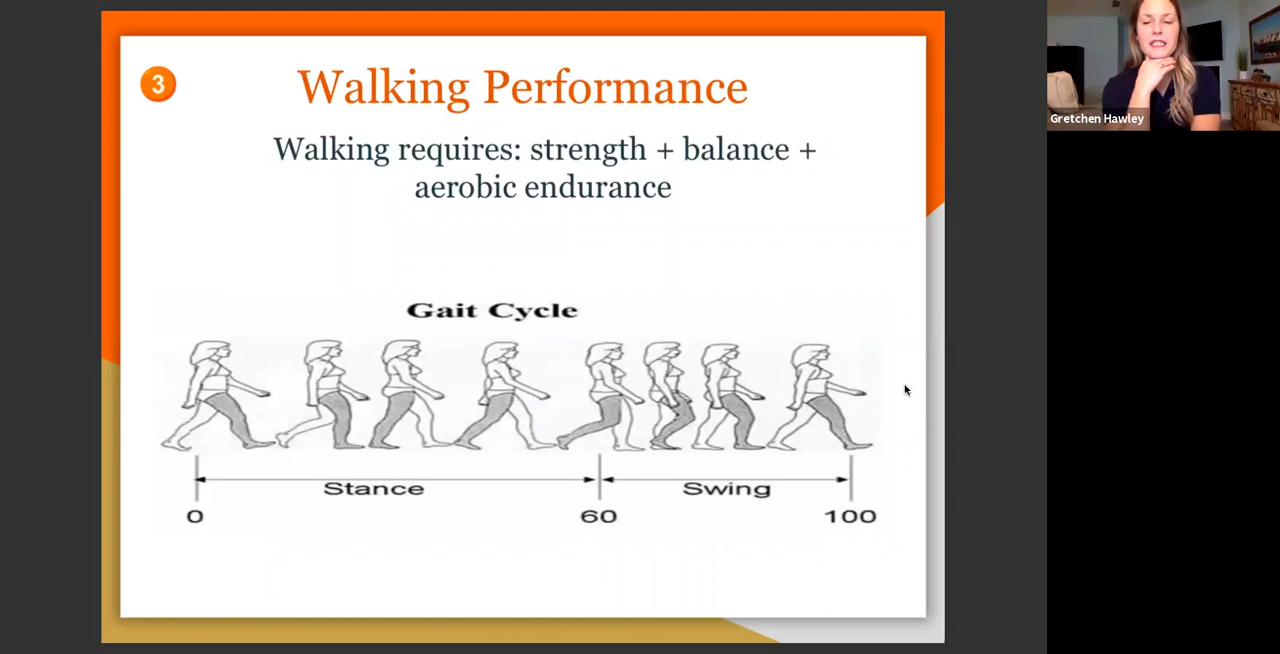 3
Walking Performance
Walking requires: strength + balance +
aerobic endurance
Gait Cycle
Stance
Swing
0
60
100
Gretchen Hawley